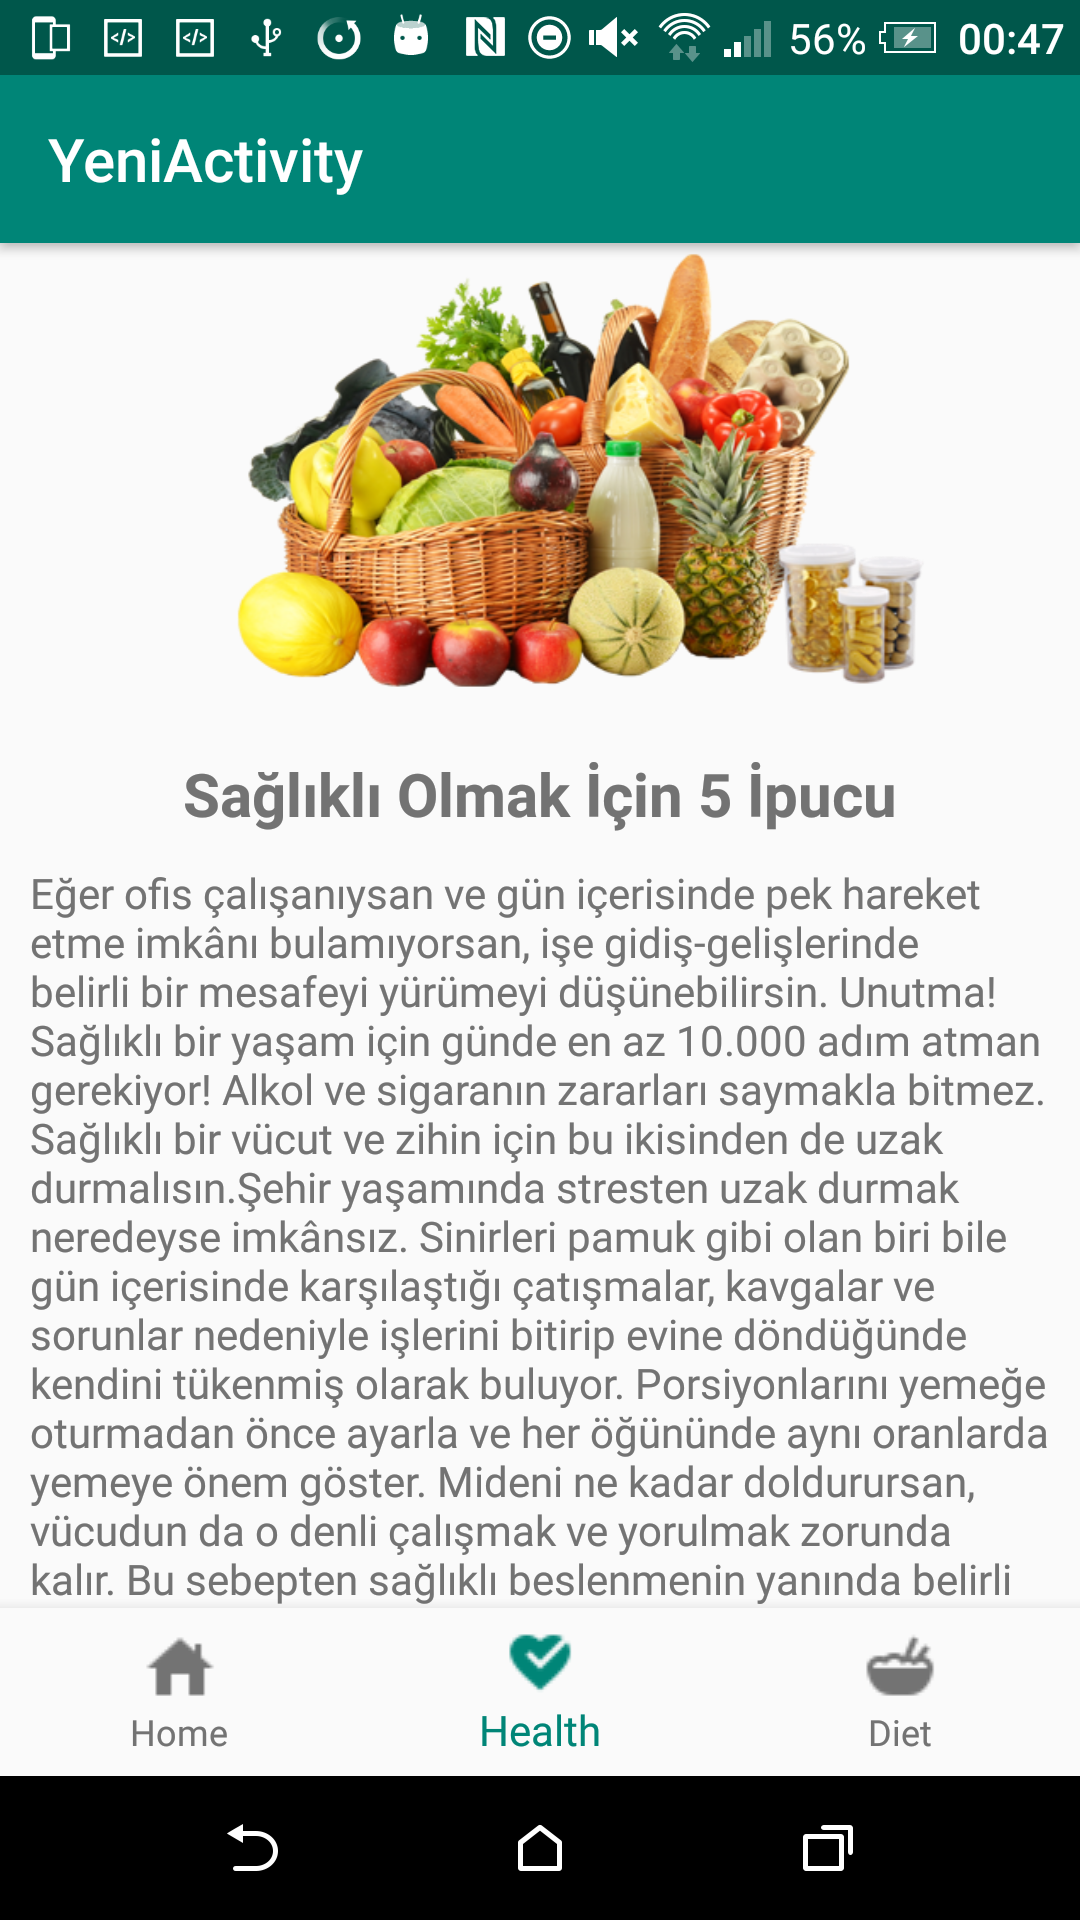 56% 00:47
YeniActivity
Sağlıklı Olmak İçin 5 İpucu
Eğer ofis çalışanıysan ve gün içerisinde pek hareket
etme imkânı bulamıyorsan, işe gidiş-gelişlerinde
belirli bir mesafeyi yürümeyi düşünebilirsin. Unutma!
Sağlıklı bir yaşam için günde en az 10.000 adım atman
gerekiyor! Alkol ve sigaranın zararları saymakla bitmez.
Sağlıklı bir vücut ve zihin için bu ikisinden de uzak
durmalısın.Şehir yaşamında stresten uzak durmak
neredeyse imkânsız. Sinirleri pamuk gibi olan biri bile
gün içerisinde karşılaştığı çatışmalar, kavgalar ve
sorunlar nedeniyle işlerini bitirip evine döndüğünde
kendini tükenmiş olarak buluyor. Porsiyonlarını yemeğe
oturmadan önce ayarla ve her öğününde aynı oranlarda
yemeye önem göster. Mideni ne kadar doldurursan,
vücudun da o denli çalışmak ve yorulmak zorunda
kalır. Bu sebepten sağlıklı beslenmenin yanında belirli
Home Health Diet